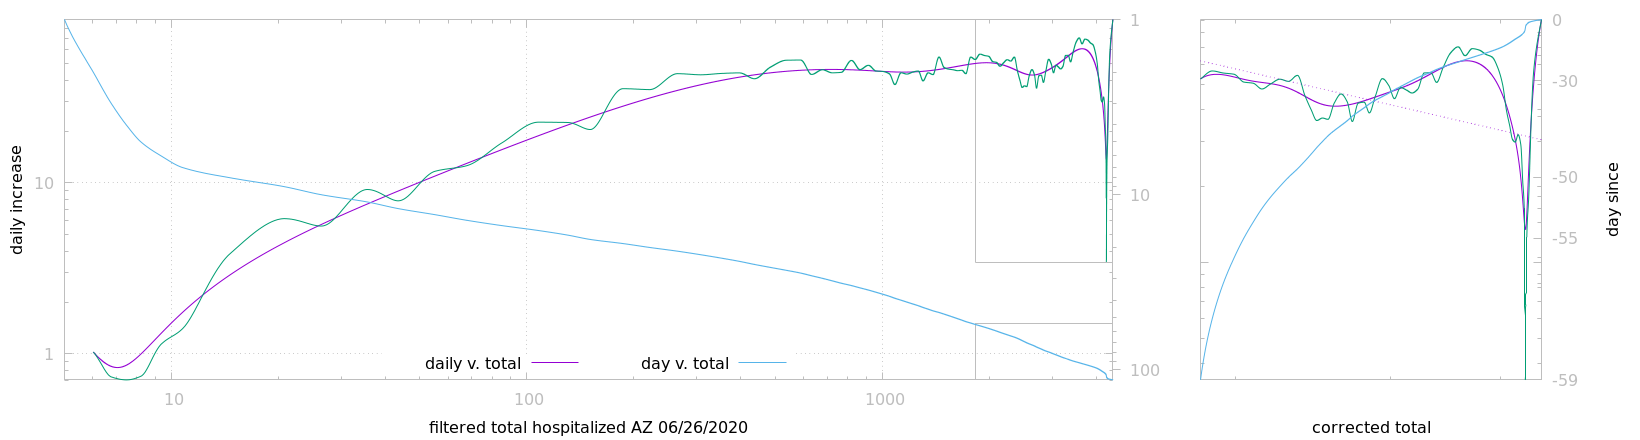 daily increase
10
1
daily v. total
day v. total
10
100
1000
filtered total hospitalized AZ 06/26/2020
1
10
100
0
-30
-50
-55
-59
day since
corrected total